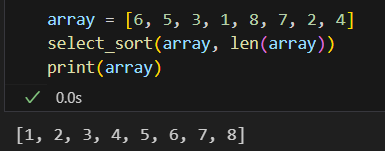 array = [6, 5, 3, 1, 8, 7, 2, 4]
select_sort(array, len(array))
print(array)
✓ 0.0s
[1, 2, 3, 4, 5, 6, 7, 8]